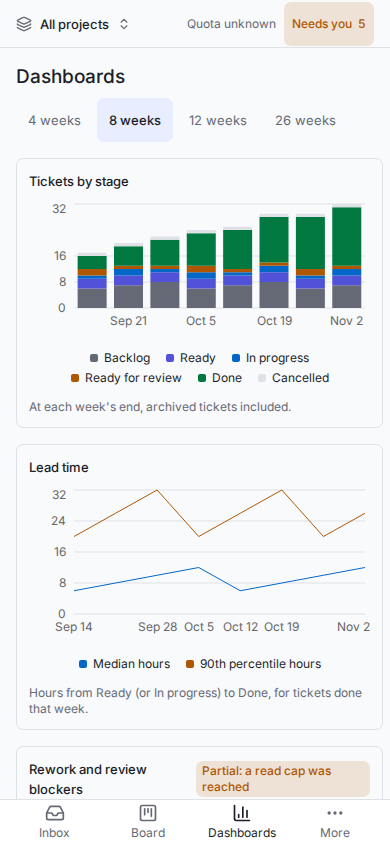 All projects
Quota unknown
Needs you 5
Dashboards
4 weeks 8 weeks 12 weeks 26 weeks
Tickets by stage
32
16
8
0
Sep 21 Oct 5 Oct 19 Nov 2
Backlog Ready In progress
Ready for review Done Cancelled
At each week's end, archived tickets included.
Lead time
32
24
16
8
0
Sep 14 Sep 28 Oct 5 Oct 12 Oct 19 Nov 2
Median hours 90th percentile hours
Hours from Ready (or In progress) to Done, for tickets done
that week.
Rework and review
blockers
Partial: a read cap was
reached
Inbox Board Dashboards More